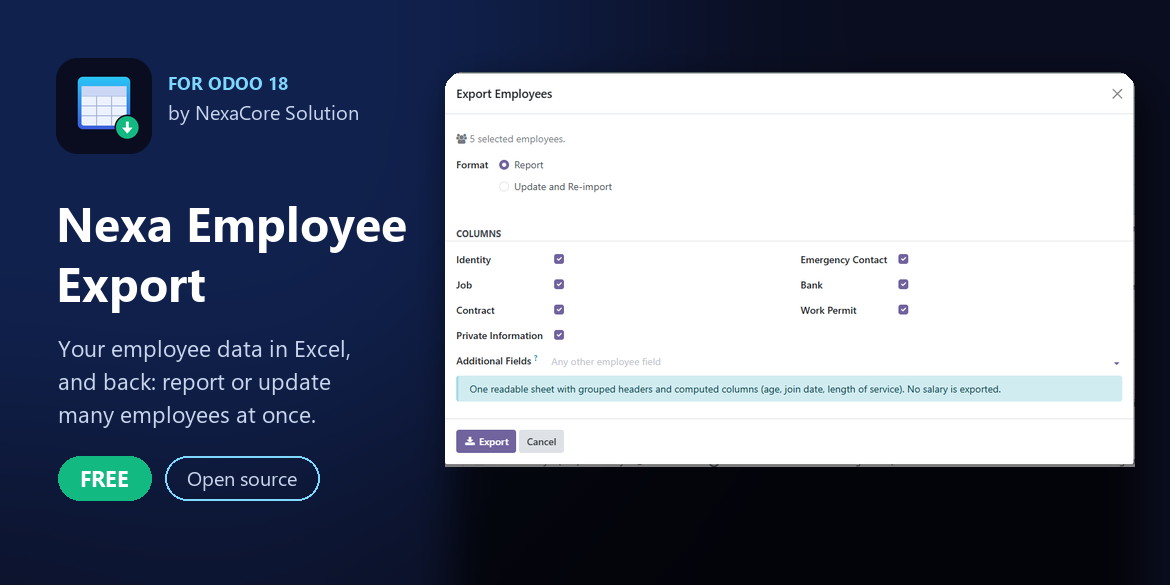 FOR ODOO 18
by NexaCore Solution
Nexa Employee
Export
Your employee data in Excel,
and back: report or update
many employees at once.
FREE
Open source
Export Employees
5 selected employees.
Format
Report
Update and Re-import
COLUMNS
Identity
Emergency Contact
Job
Bank
Contract
Work Permit
Private Information
Additional Fields ?
Any other employee field
One readable sheet with grouped headers and computed columns (age, join date, length of service). No salary is exported.
Export
Cancel